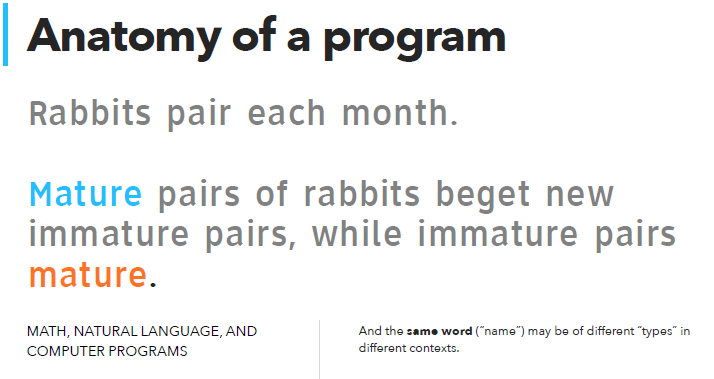 Anatomy of a program
Rabbits pair each month.
Mature pairs of rabbits beget new
immature pairs, while immature pairs
mature.
MATH, NATURAL LANGUAGE, AND
COMPUTER PROGRAMS
And the same word (“name”) may be of different “types” in
different contexts.